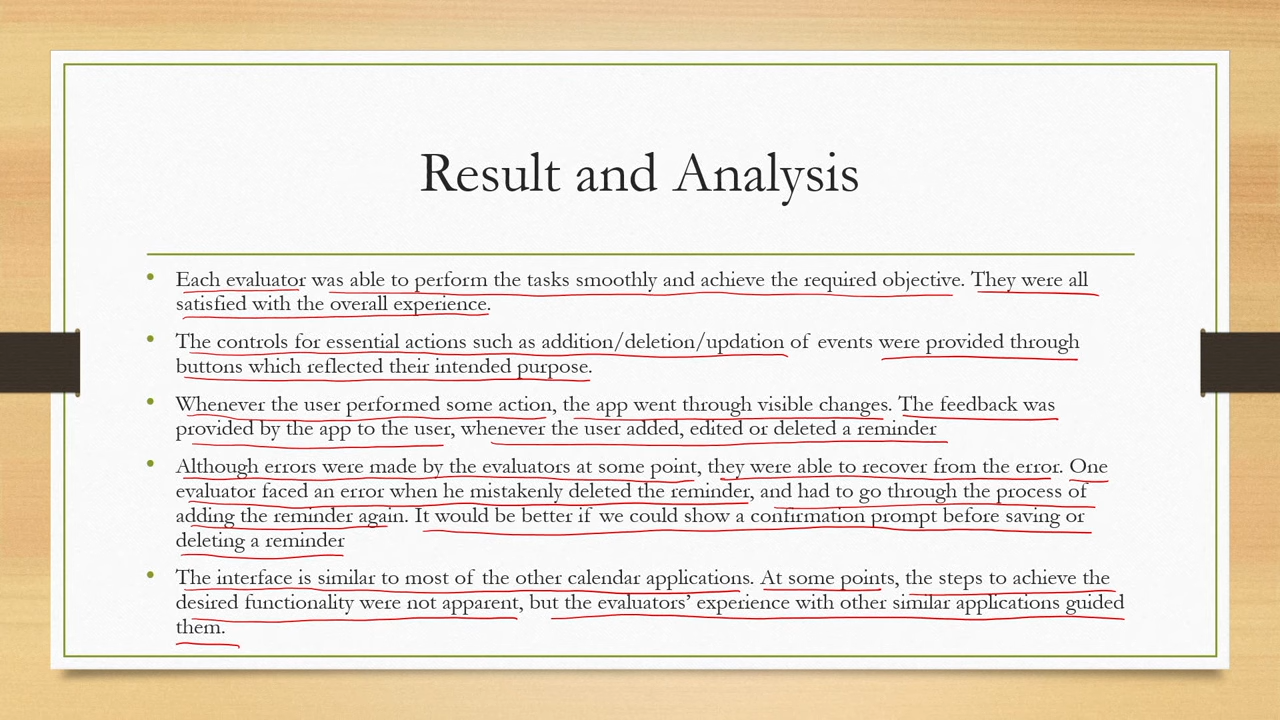 Result and Analysis
• Each evaluator was able to perform the tasks smoothly and achieve the required objective. They were all
satisfied with the overall experience.
• The controls for essential actions such as addition/deletion/updation of events were provided through
buttons which reflected their intended purpose.
• Whenever the user performed some action, the app went through visible changes. The feedback was
provided by the app to the user, whenever the user added, edited or deleted a reminder
• Although errors were made by the evaluators at some point, they were able to recover from the error. One
evaluator faced an error when he mistakenly deleted the reminder, and had to go through the process of
adding the reminder again. It would be better if we could show a confirmation prompt before saving or
deleting a reminder
• The interface is similar to most of the other calendar applications. At some points, the steps to achieve the
desired functionality were not apparent, but the evaluators’ experience with other similar applications guided
them.